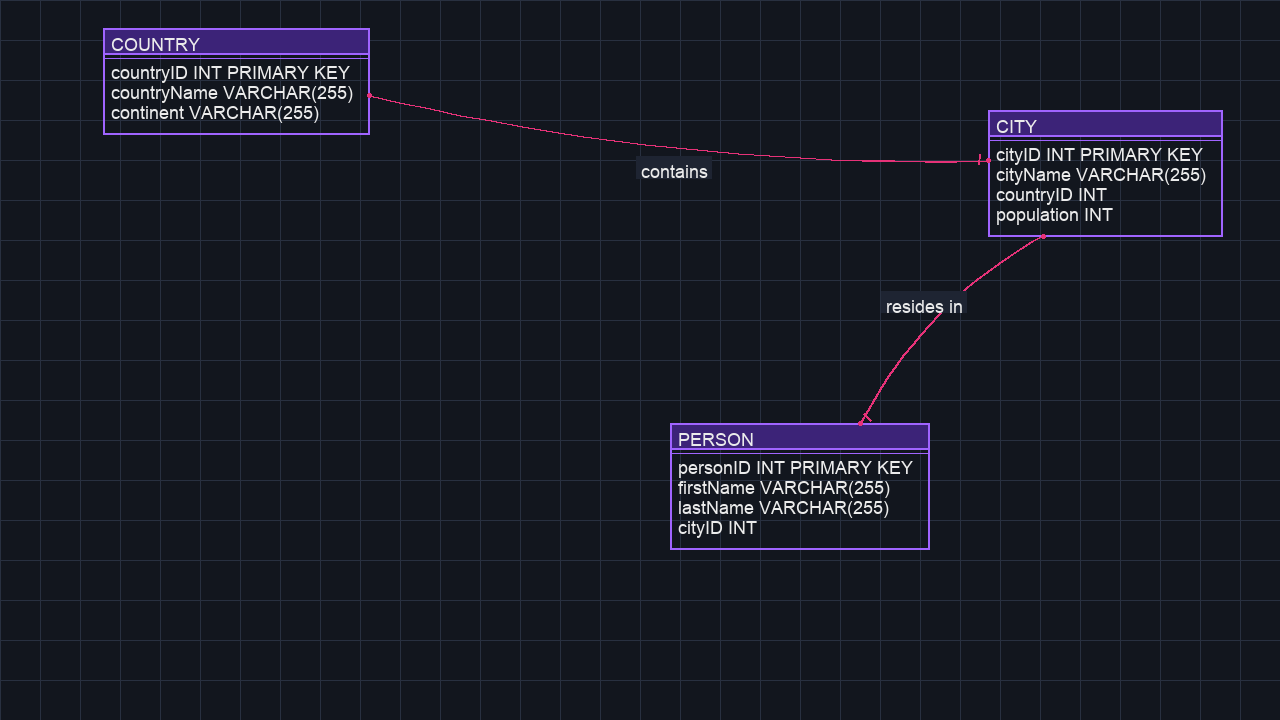 COUNTRY
countryID INT PRIMARY KEY
countryName VARCHAR(255)
continent VARCHAR(255)
contains
CITY
cityID INT PRIMARY KEY
cityName VARCHAR(255)
countryID INT
population INT
resides in
PERSON
personID INT PRIMARY KEY
firstName VARCHAR(255)
lastName VARCHAR(255)
cityID INT